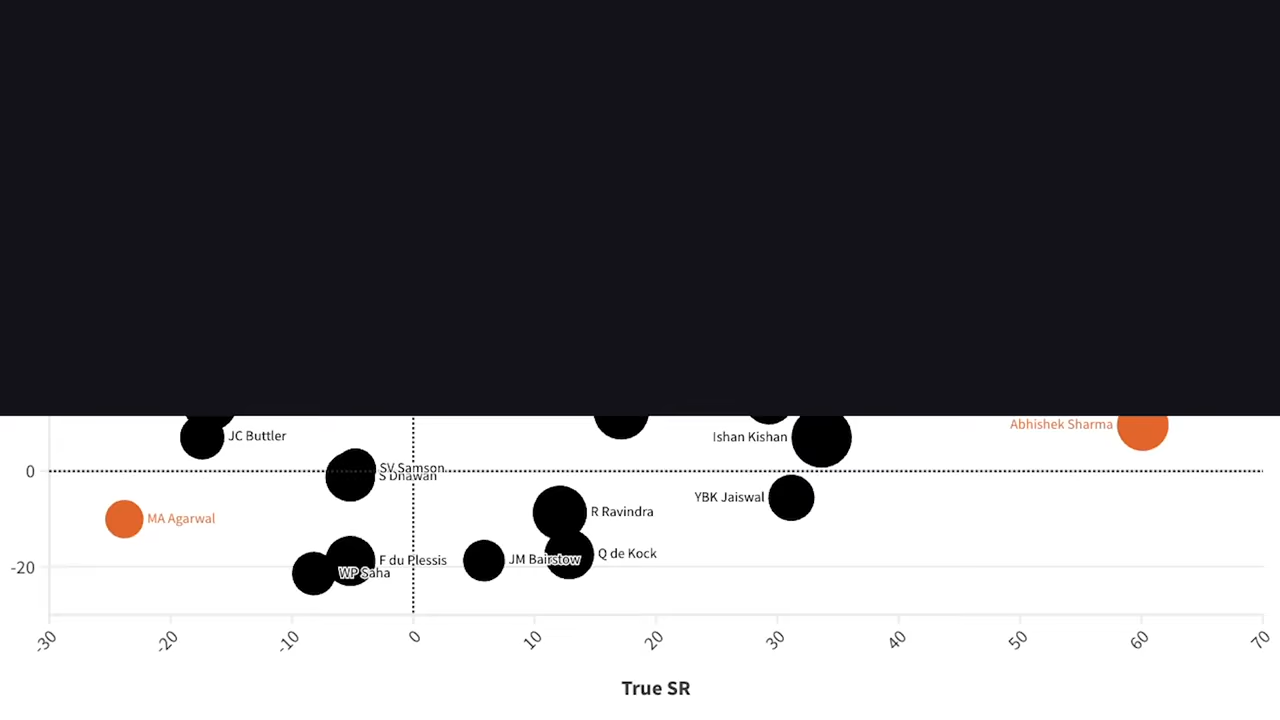 Abhishek Sharma
JC Buttler
Ishan Kishan
SV Samson
S Dhawan
0
YBK Jaiswal
R Ravindra
MA Agarwal
Q de Kock
F du Plessis
JM Bairstow
-20
WP Saha
-30 -20 -10 0 10 20 30 40 50 60 70
True SR